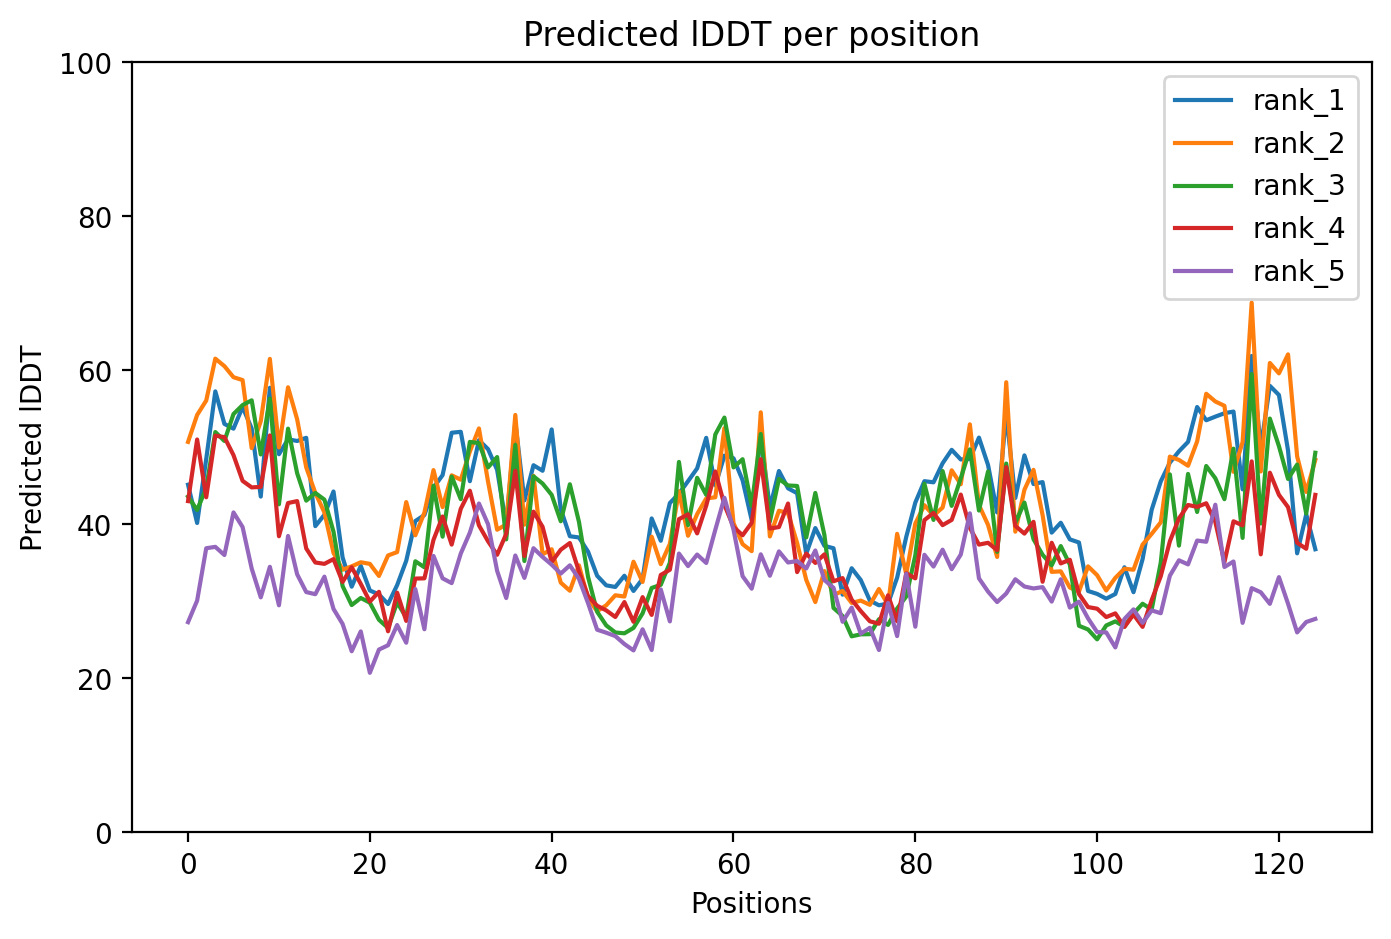 Predicted lDDT per position
100
80
60
40
20
0
Predicted lDDT
rank_1
rank_2
rank_3
rank_4
rank_5
0 20 40 60 80 100 120
Positions